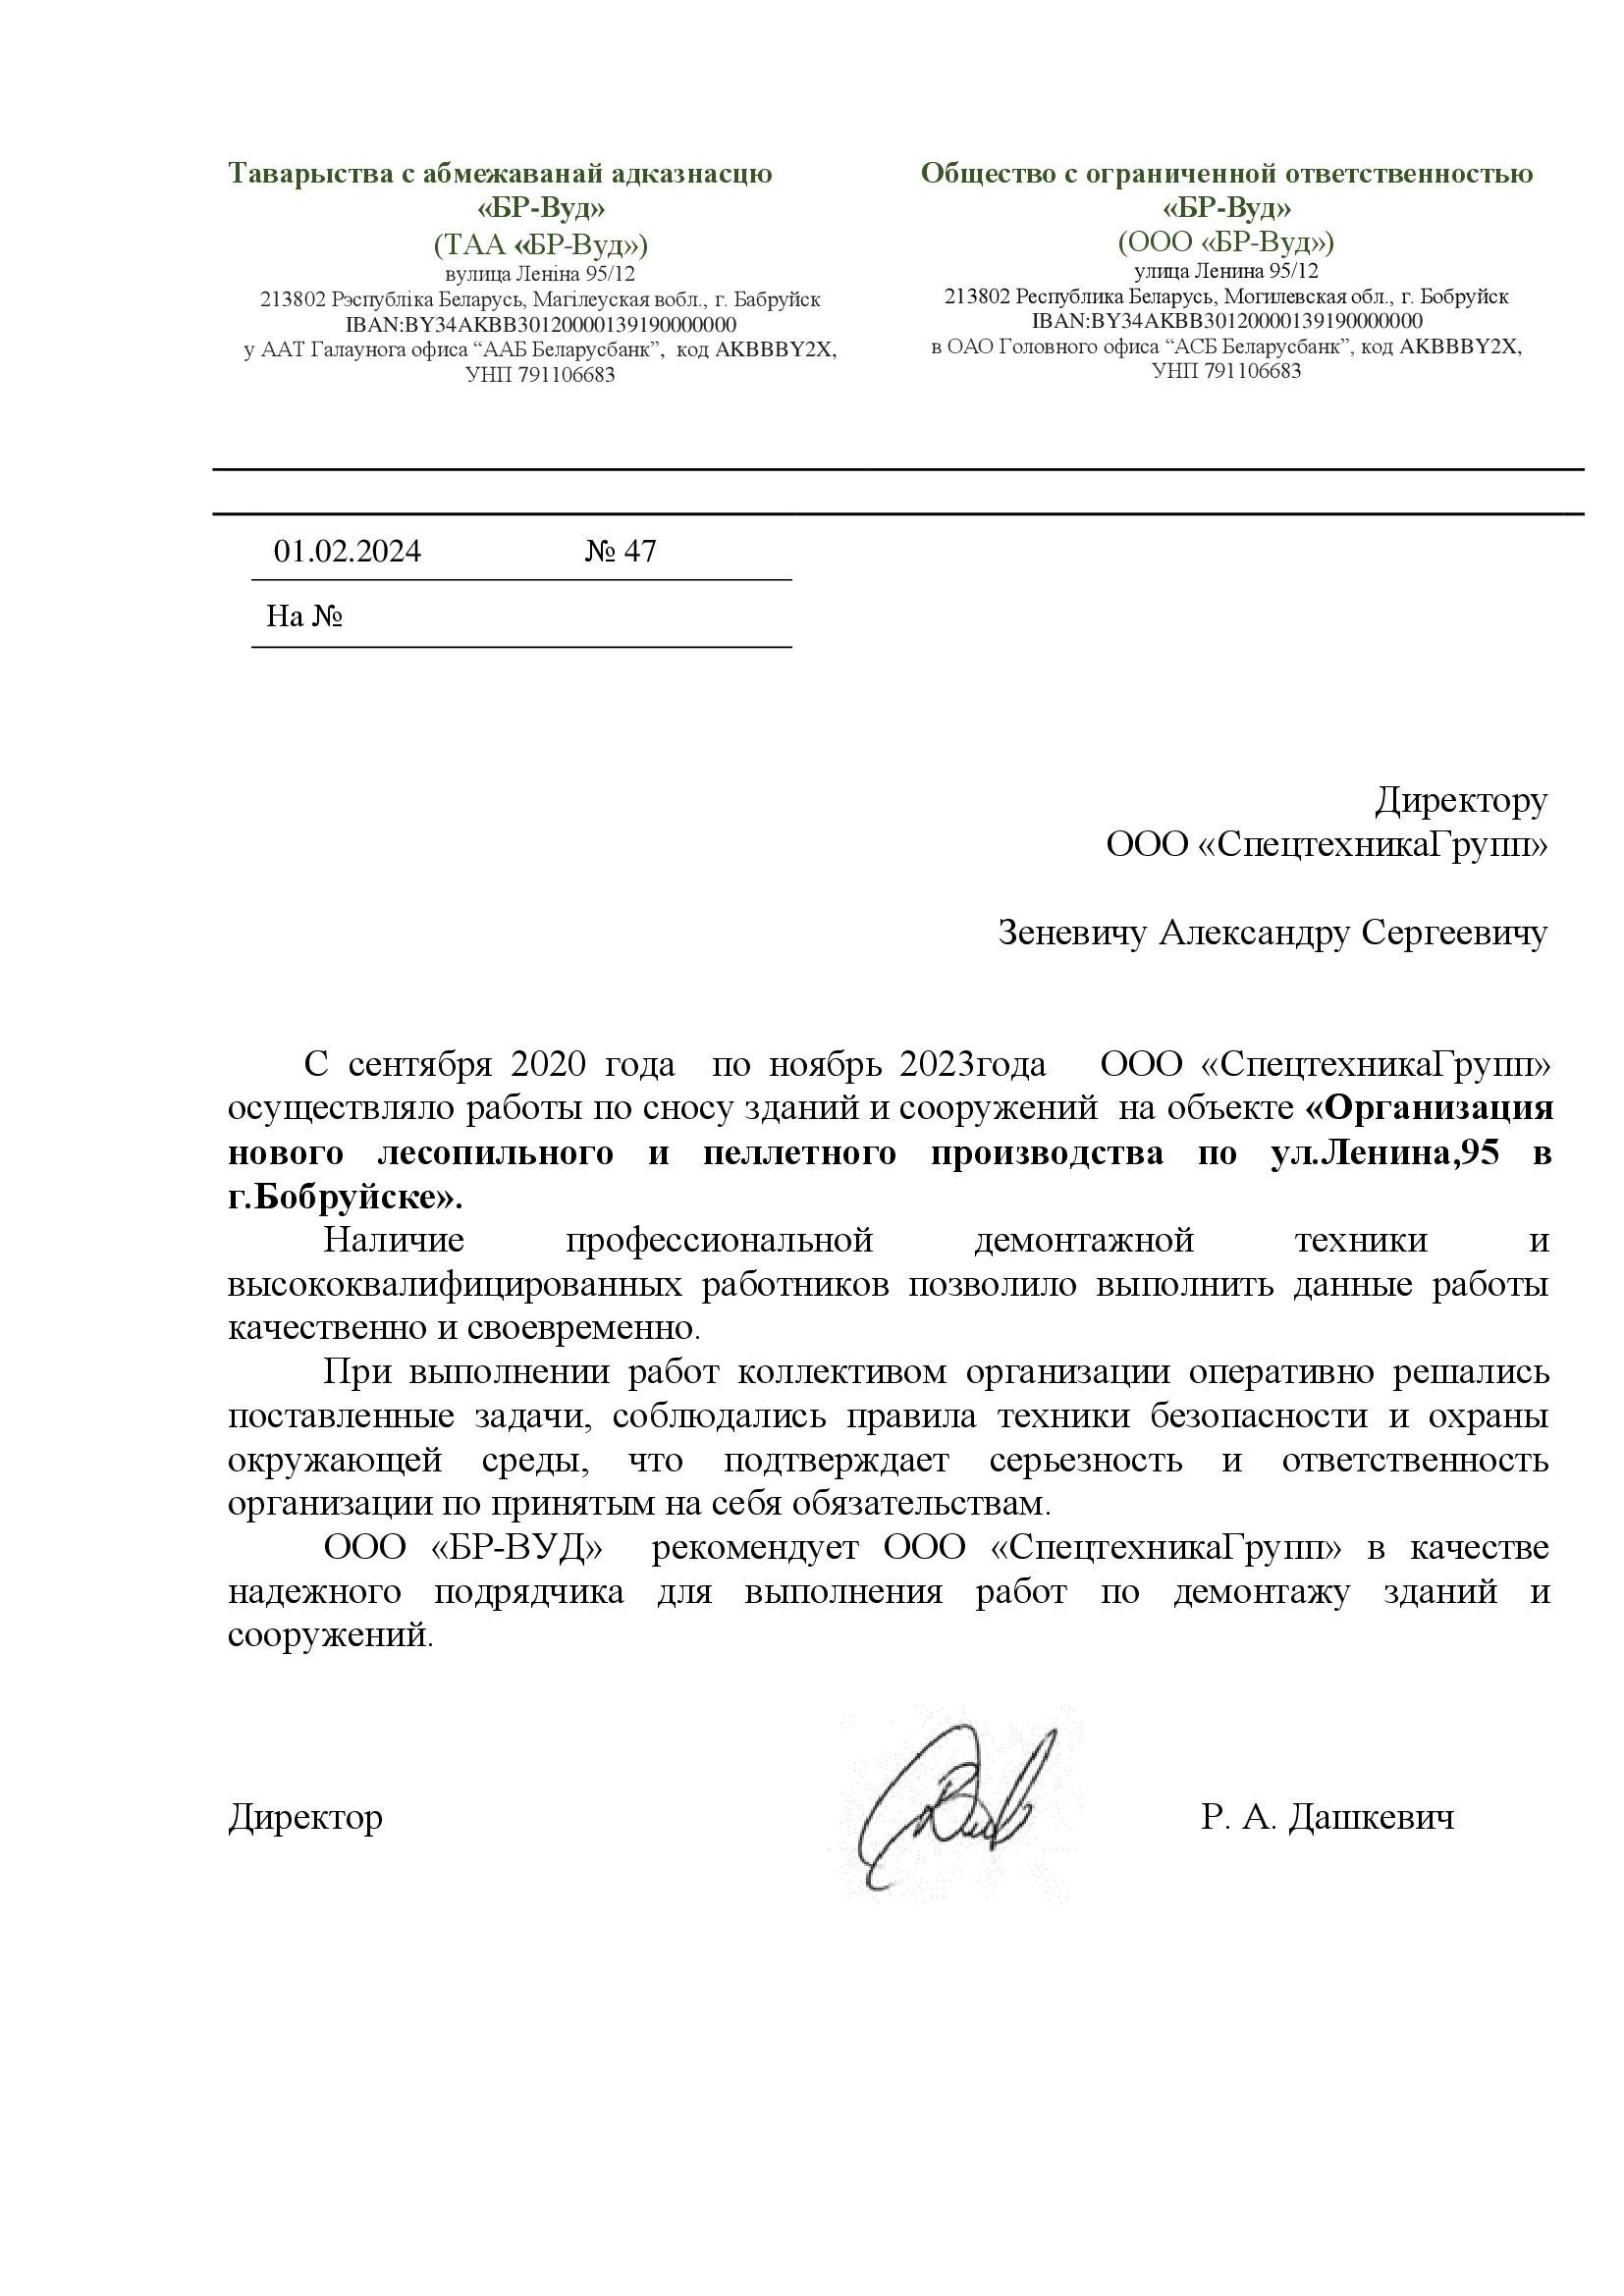 Таварыства с абмежаванай адказнасцю
«БР-Вуд»
(ТАА «БР-Вуд»)
вулица Леніна 95/12
213802 Рэспубліка Беларусь, Магілеуская вобл., г. Бабруйск
IBAN:BY34AKBB30120000139190000000
у ААТ Галаунога офиса “ААБ Беларусбанк”, код AKBBBY2X,
УНП 791106683
Общество с ограниченной ответственностью
«БР-Вуд»
(ООО «БР-Вуд»)
улица Ленина 95/12
213802 Республика Беларусь, Могилевская обл., г. Бобруйск
IBAN:BY34AKBB30120000139190000000
в ОАО Головного офиса “АСБ Беларусбанк”, код AKBBBY2X,
УНП 791106683
01.02.2024 № 47
На №
Директору
ООО «СпецтехникаГрупп»
Зеневичу Александру Сергеевичу
С сентября 2020 года по ноябрь 2023года ООО «СпецтехникаГрупп»
осуществляло работы по сносу зданий и сооружений на объекте «Организация
нового лесопильного и пеллетного производства по ул.Ленина,95 в
г.Бобруйске».
Наличие профессиональной демонтажной техники и
высококвалифицированных работников позволило выполнить данные работы
качественно и своевременно.
При выполнении работ коллективом организации оперативно решались
поставленные задачи, соблюдались правила техники безопасности и охраны
окружающей среды, что подтверждает серьезность и ответственность
организации по принятым на себя обязательствам.
ООО «БР-ВУД» рекомендует ООО «СпецтехникаГрупп» в качестве
надежного подрядчика для выполнения работ по демонтажу зданий и
сооружений.
Директор Р. А. Дашкевич